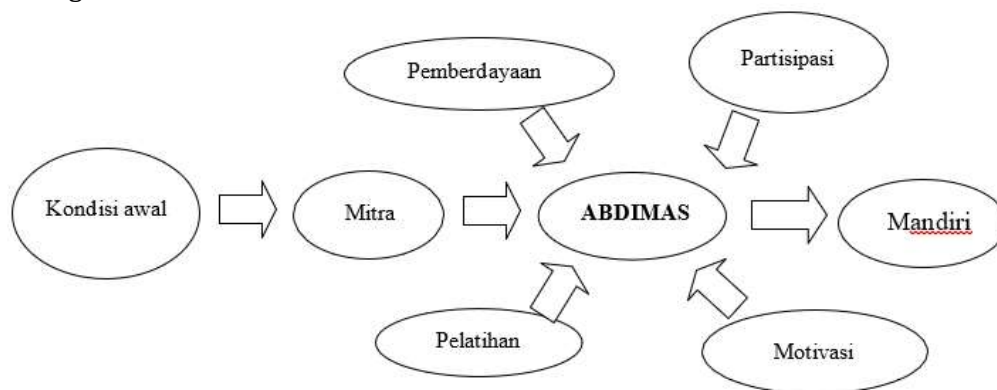 Pemberdayaan
Partisipasi
Kondisi awal
Mitra
ABDIMAS
Mandiri
Pelatihan
Motivasi